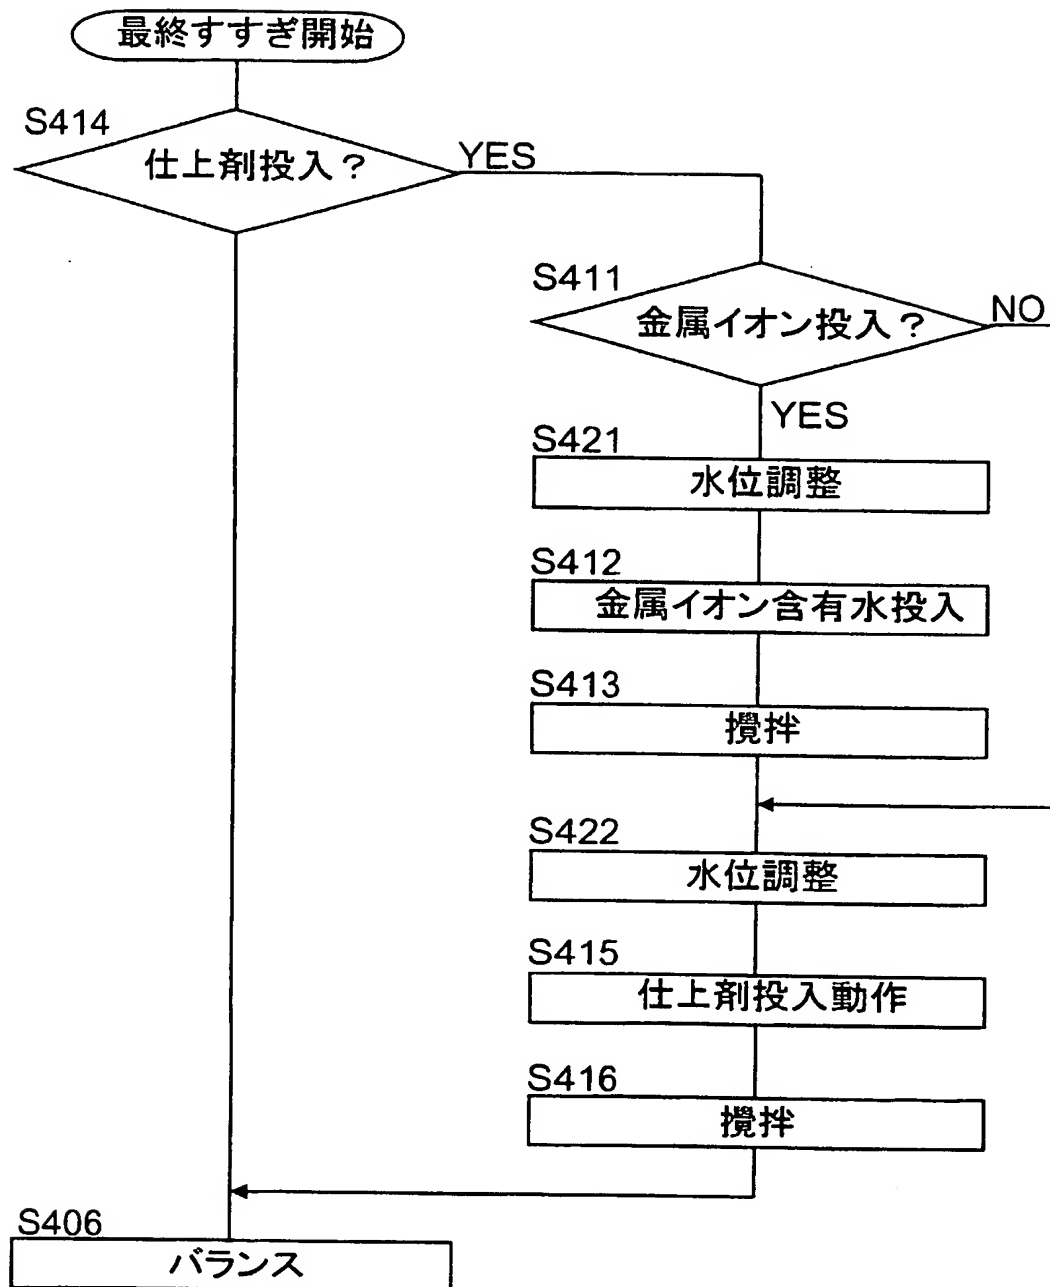 最終すすぎ開始
S414
仕上剤投入?
YES
S411
金属イオン投入?
NO
YES
S421
水位調整
S412
金属イオン含有水投入
S413
攪拌
S422
水位調整
S415
仕上剤投入動作
S416
攪拌
S406
バランス